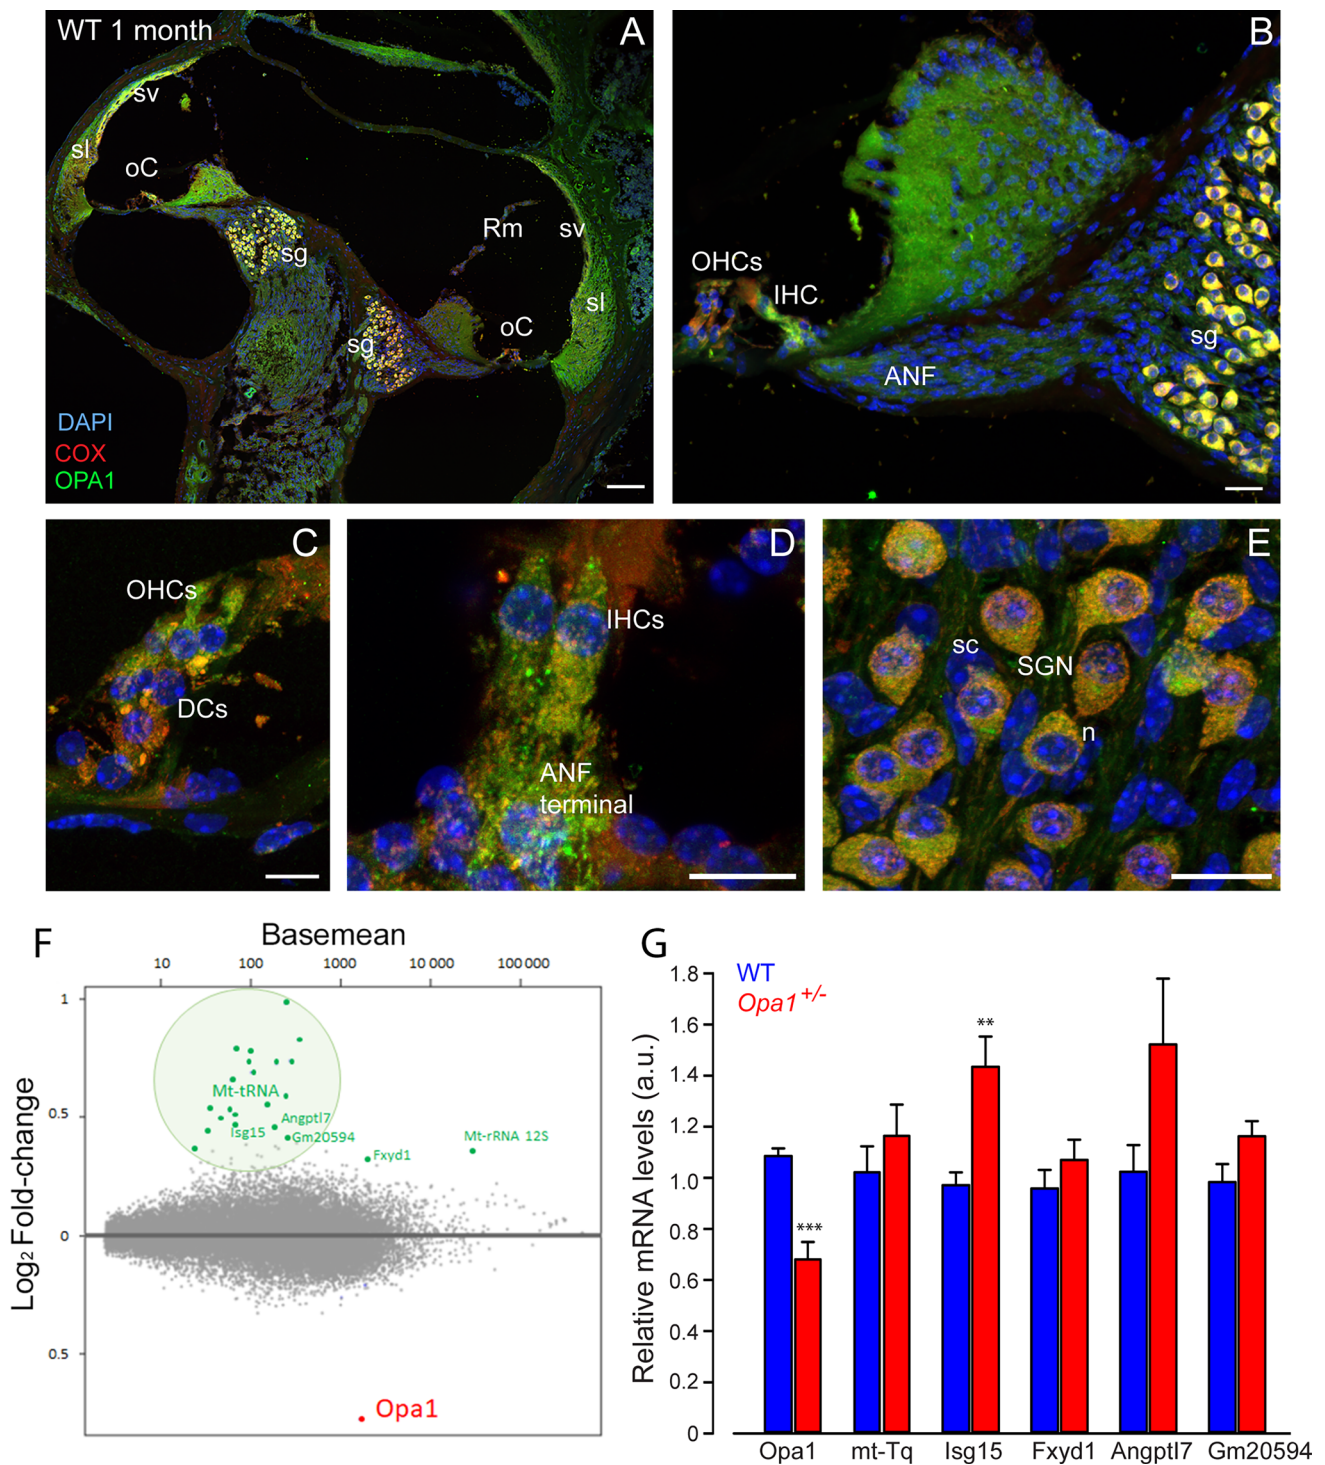 WT 1 month
A
sv
sl
oC
sg
Rm
sv
sl
oC
sg
DAPI
COX
OPA1
B
OHCs
IHC
ANF
sg
C
OHCs
DCs
D
IHCs
ANF
terminal
E
sc
SGN
n
F
Basemean
10 100 1000 10 000 100 000
Log2 Fold-change
1
0.5
0
0.5
Mt-tRNA
Angptl7
Isg15
Gm20594
Mt-rRNA 12S
Fxyd1
Opa1
G
WT
Opa1+/-
Relative mRNA levels (a.u.)
1.8
1.6
1.4
1.2
1.0
0.8
0.6
0.4
0.2
0
**
***
Opa1 mt-Tq Isg15 Fxyd1 Angptl7 Gm20594